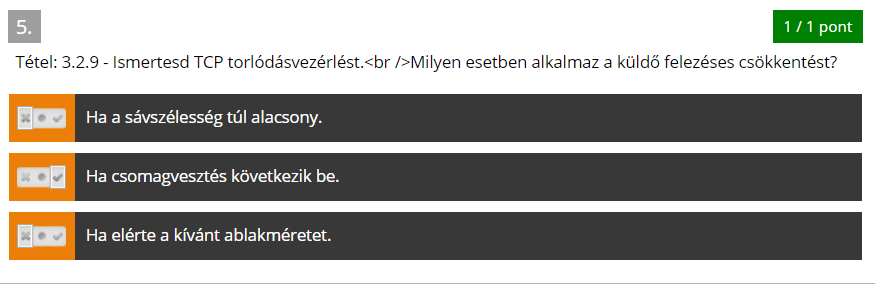 5.
1 / 1 pont
Tétel: 3.2.9 - Ismertesd TCP torlódásvezérlést.<br />Milyen esetben alkalmaz a küldő felezéses csökkentést?
Ha a sávszélesség túl alacsony.
Ha csomagvesztés következik be.
Ha elérte a kívánt ablakméretet.